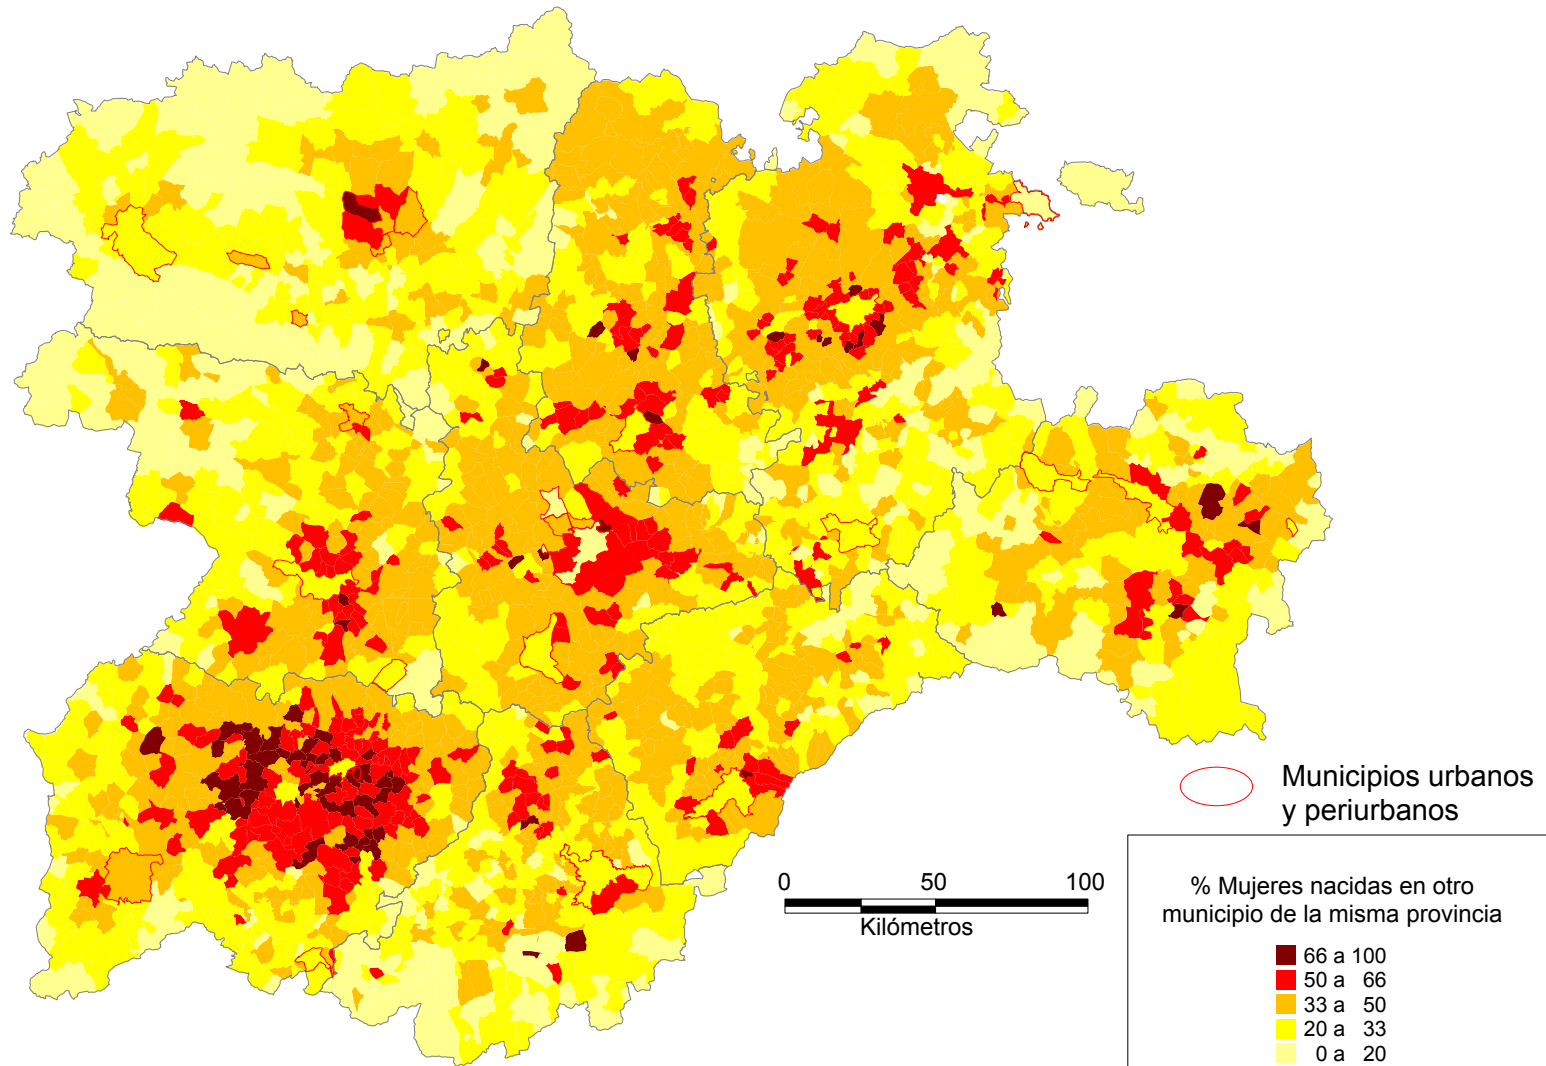 Municipios urbanos
y periurbanos
0 50 100
Kilómetros
% Mujeres nacidas en otro
municipio de la misma provincia
66 a 100
50 a 66
33 a 50
20 a 33
0 a 20